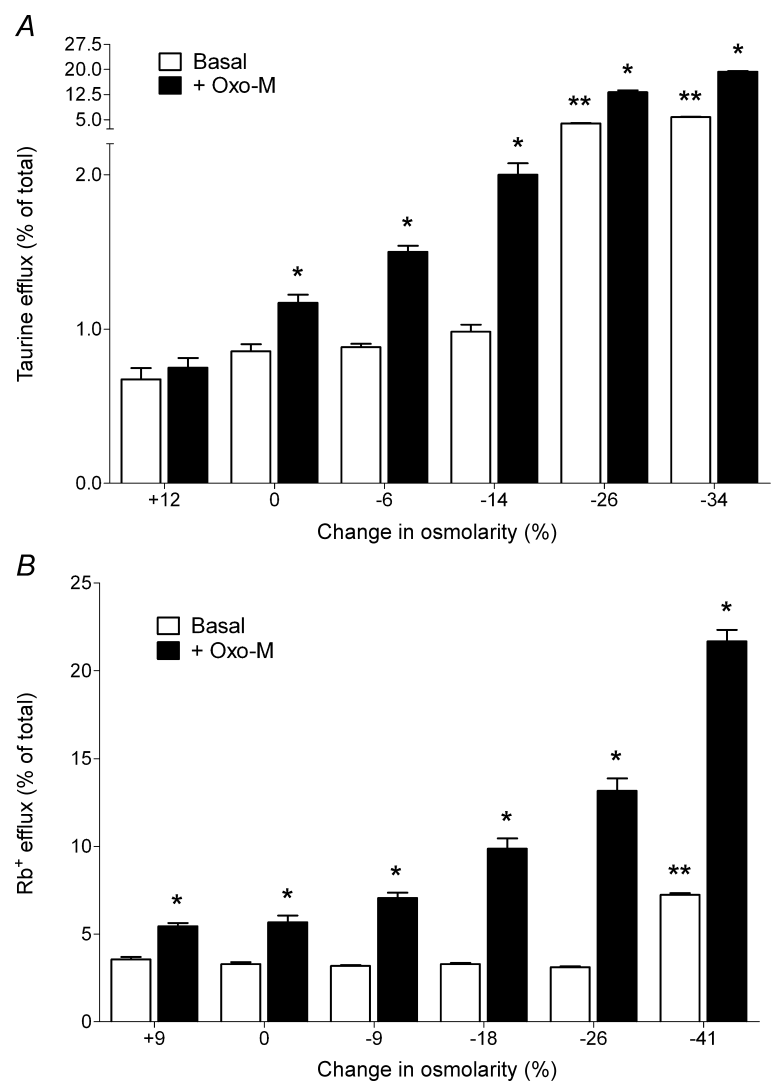 A
27.5
20.0
12.5
5.0
2.0
1.0
0.0
Taurine efflux (% of total)
Basal
+ Oxo-M
* * * * ** * ** *
+12 0 -6 -14 -26 -34
Change in osmolarity (%)
B
25
20
15
10
5
0
Rb⁺ efflux (% of total)
Basal
+ Oxo-M
* * * * * ** *
+9 0 -9 -18 -26 -41
Change in osmolarity (%)